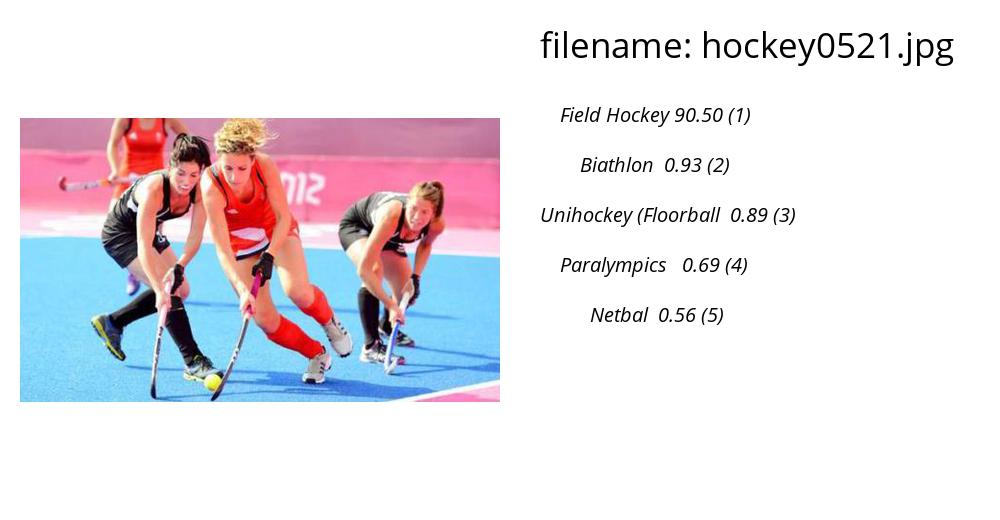 filename: hockey0521.jpg
Field Hockey 90.50 (1)
Biathlon 0.93 (2)
Unihockey (Floorball 0.89 (3)
Paralympics 0.69 (4)
Netbal 0.56 (5)
012